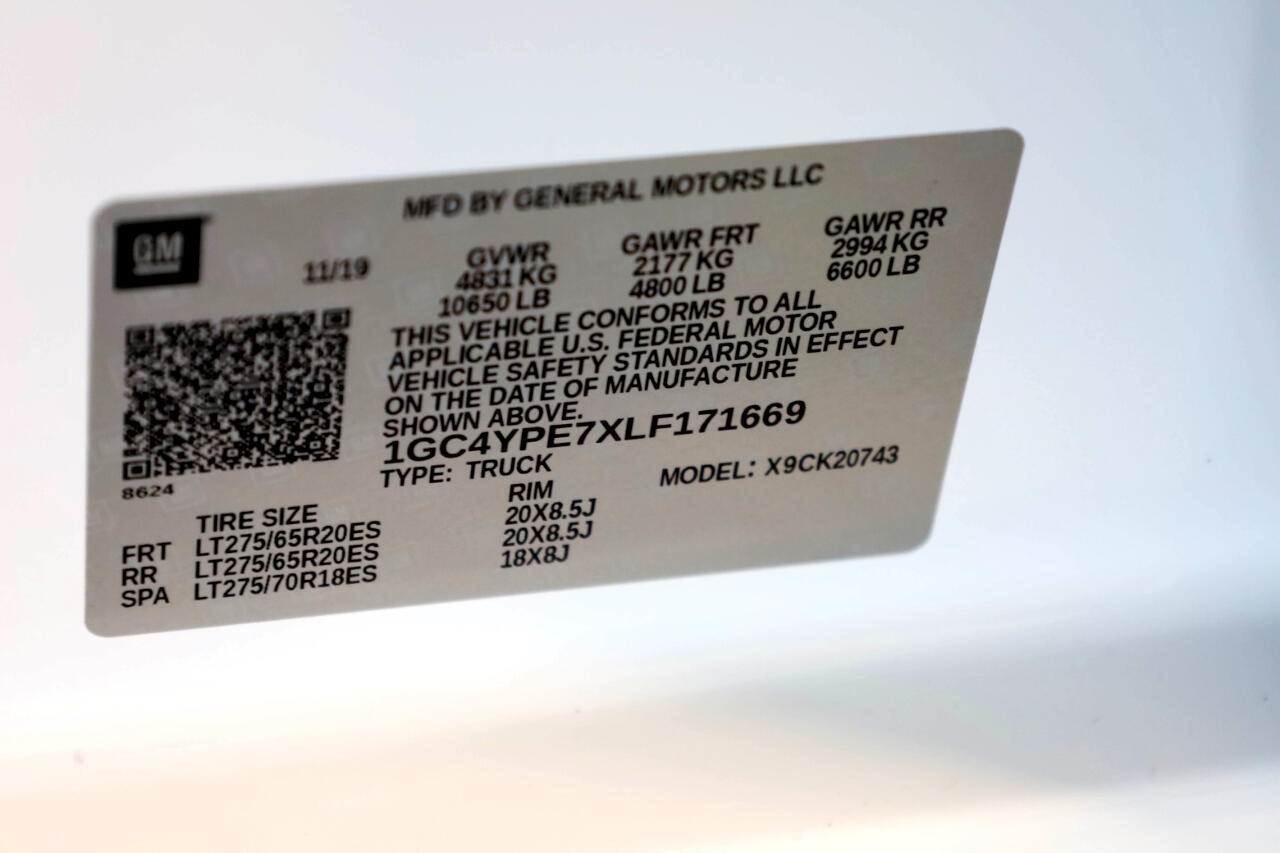 MFD BY GENERAL MOTORS LLC
GM
11/19
GVWR GAWR FRT GAWR RR
4831 KG 2177 KG 2994 KG
10650 LB 4800 LB 6600 LB
THIS VEHICLE CONFORMS TO ALL
APPLICABLE U.S. FEDERAL MOTOR
VEHICLE SAFETY STANDARDS IN EFFECT
ON THE DATE OF MANUFACTURE
SHOWN ABOVE.
1GC4YPE7XLF171669
TYPE: TRUCK MODEL: X9CK20743
8624
TIRE SIZE RIM
FRT LT275/65R20ES 20X8.5J
RR LT275/65R20ES 20X8.5J
SPA LT275/70R18ES 18X8J